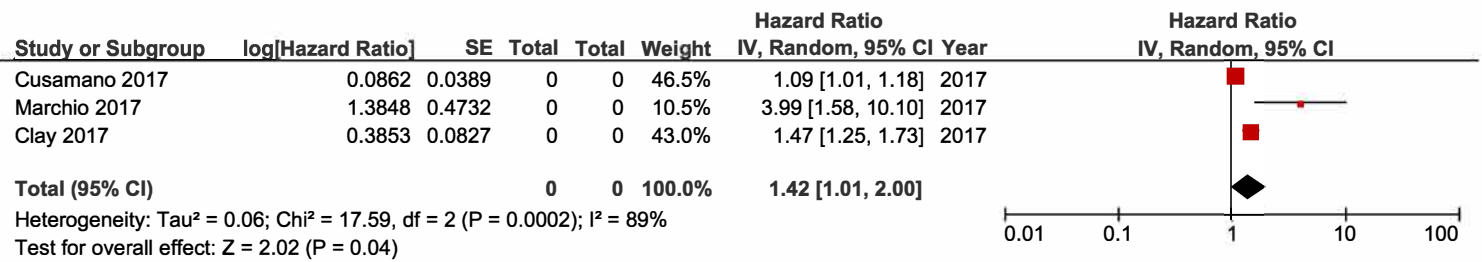 Hazard Ratio Hazard Ratio
Study or Subgroup log[Hazard Ratio] SE Total Total Weight IV, Random, 95% CI Year IV, Random, 95% CI
Cusamano 2017 0.0862 0.0389 0 0 46.5% 1.09 [1.01, 1.18] 2017
Marchio 2017 1.3848 0.4732 0 0 10.5% 3.99 [1.58, 10.10] 2017
Clay 2017 0.3853 0.0827 0 0 43.0% 1.47 [1.25, 1.73] 2017
Total (95% CI) 0 0 100.0% 1.42 [1.01, 2.00]
Heterogeneity: Tau² = 0.06; Chi² = 17.59, df = 2 (P = 0.0002); I² = 89%
Test for overall effect: Z = 2.02 (P = 0.04)
0.01 0.1 1 10 100